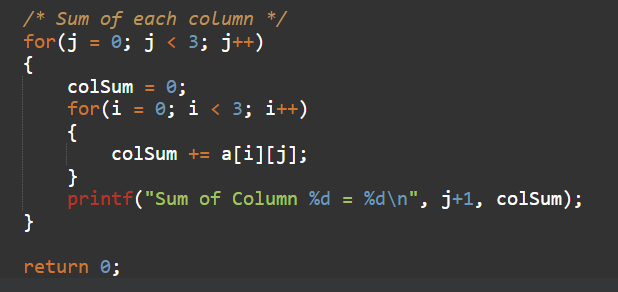 /* Sum of each column */
for(j = 0; j < 3; j++)
{
    colSum = 0;
    for(i = 0; i < 3; i++)
    {
        colSum += a[i][j];
    }
    printf("Sum of Column %d = %d\n", j+1, colSum);
}
return 0;